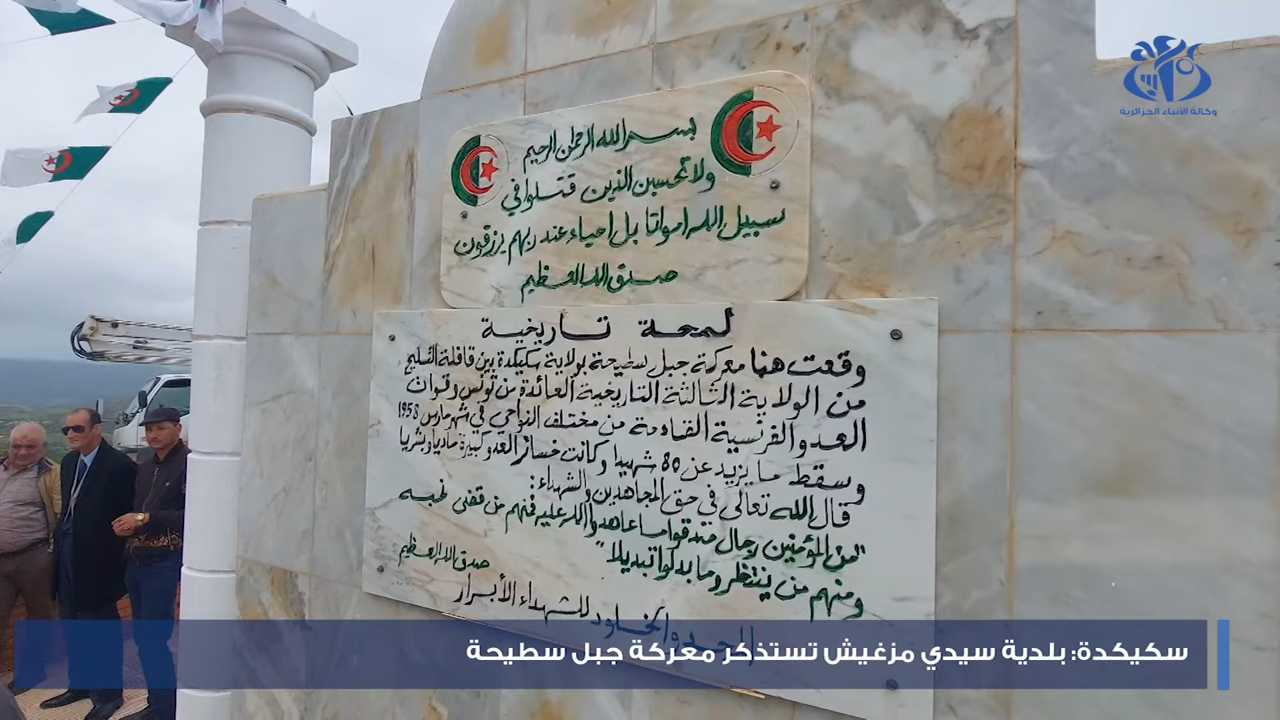 وكالة الأنباء الجزائرية
بسم الله الرحمن الرحيم
ولا تحسبن الذين قتلوا في
سبيل الله امواتا بل احياء عند ربهم يرزقون
صدق الله العظيم
لمحة تاريخية
وقعت هنا معركة جبل سطيحة بولاية سكيكدة بين قافلة التسليح
من الولاية الثالثة التاريخية العائدة من تونس وقوات
العدو الفرنسية القادمة من مختلف النواحي في شهر مارس 1958
وسقط ما يزيد عن 80 شهيدا وكانت خسائر العدو كبيرة ماديا وبشريا
قال الله تعالى في حق المجاهدين والشهداء :
"من المؤمنين رجال صدقوا ما عاهدوا الله عليه فمنهم من قضى نحبه
ومنهم من ينتظر وما بدلوا تبديلا"
صدق الله العظيم
المجد والخلود للشهداء الأبرار
سكيكدة: بلدية سيدي مزغيش تستذكر معركة جبل سطيحة